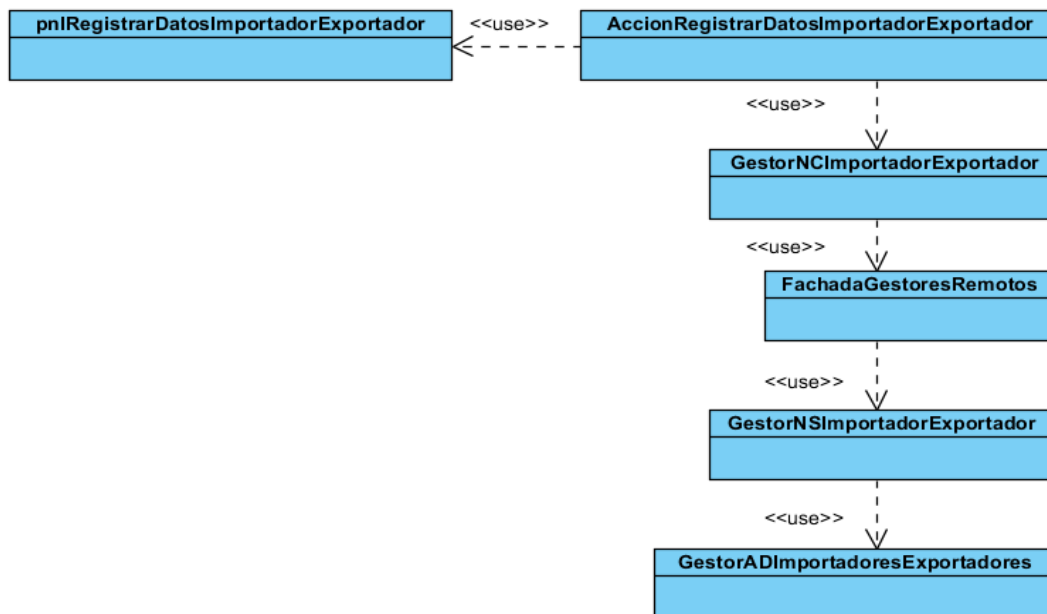 pnlRegistrarDatosImportadorExportador
<<use>>
AccionRegistrarDatosImportadorExportador
<<use>>
GestorNCImportadorExportador
<<use>>
FachadaGestoresRemotos
<<use>>
GestorNSImportadorExportador
<<use>>
GestorADImportadoresExportadores